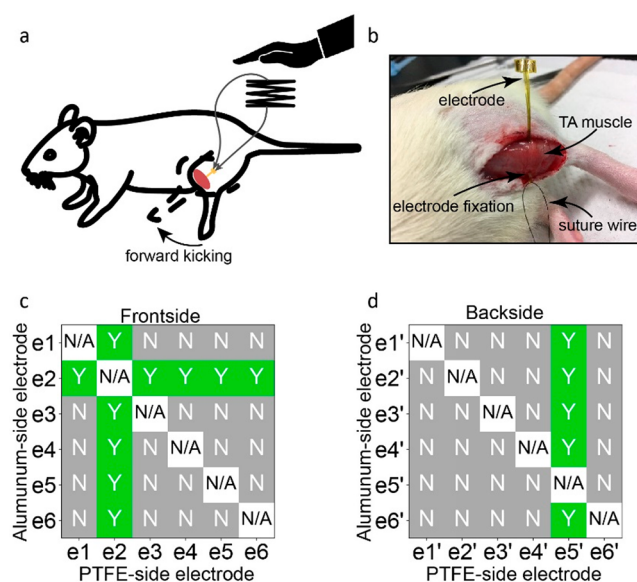 a
forward kicking
b
electrode
TA muscle
electrode fixation
suture wire
c
Frontside
Alumunum-side electrode
e1 N/A Y N N N N
e2 Y N/A Y Y Y Y
e3 N Y N/A N N N
e4 N Y N N/A N N
e5 N Y N N N/A N
e6 N Y N N N N/A
e1 e2 e3 e4 e5 e6
PTFE-side electrode
d
Backside
Alumunum-side electrode
e1' N/A N N N Y N
e2' N N/A N N Y N
e3' N N N/A N Y N
e4' N N N N/A Y N
e5' N N N N N/A N
e6' N N N N Y N/A
e1' e2' e3' e4' e5' e6'
PTFE-side electrode